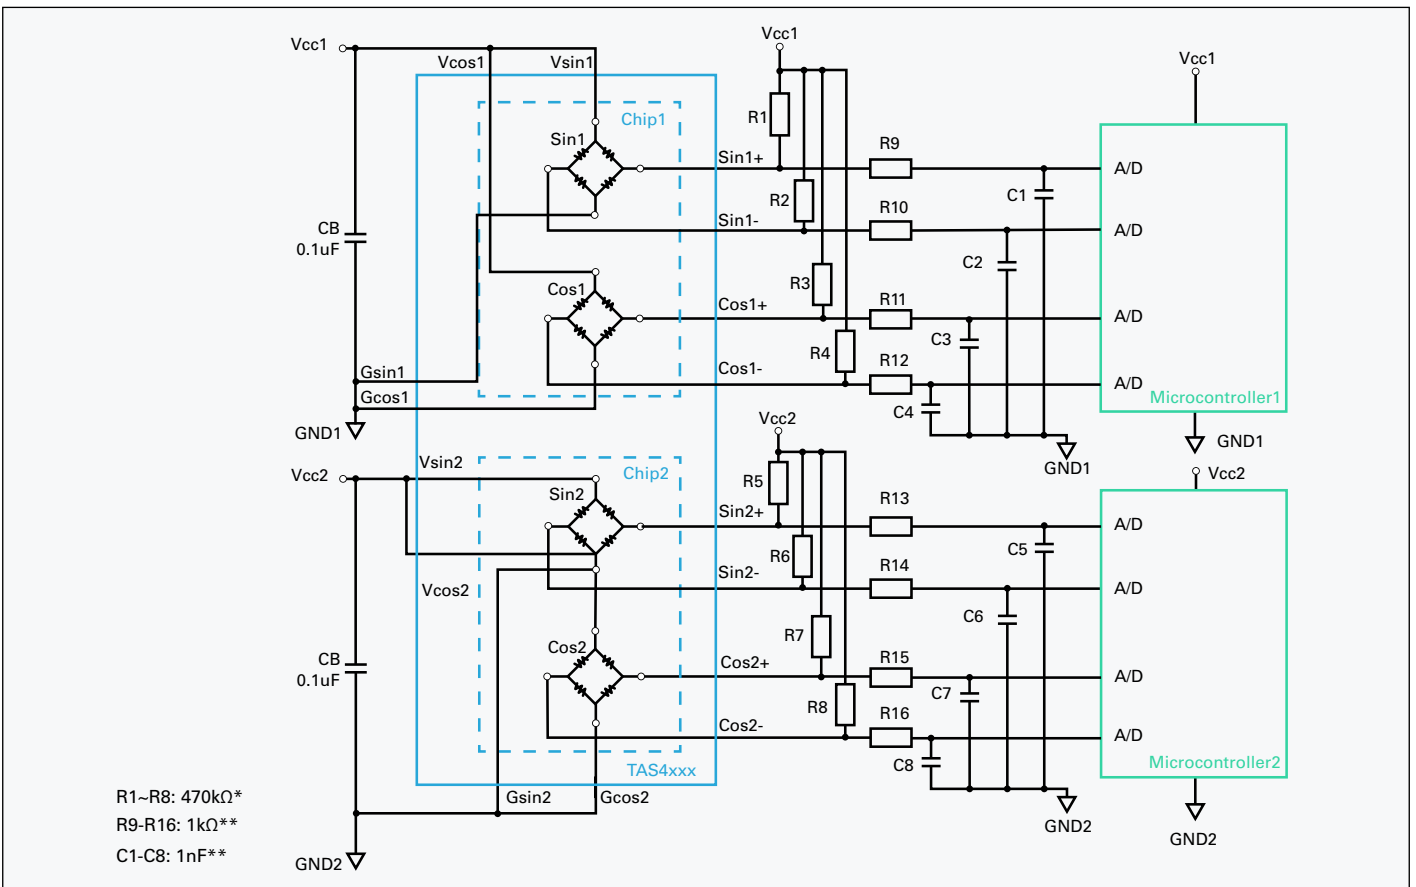 Vcc1
Vcos1
Vsin1
Vcc1
Vcc1
Chip1
R1
Sin1
Sin1+
R9
A/D
C1
R2
Sin1-
R10
A/D
CB
0.1uF
C2
R3
Cos1
Cos1+
R11
A/D
C3
R4
Gsin1
Cos1-
R12
A/D
Gcos1
C4
Microcontroller1
GND1
Vcc2
GND1
GND1
Vcc2
Vsin2
Chip2
Vcc2
R5
Sin2
Sin2+
R13
A/D
C5
R6
Sin2-
R14
A/D
Vcos2
C6
R7
CB
0.1uF
Cos2
Cos2+
R15
A/D
C7
R8
Cos2-
R16
A/D
C8
Microcontroller2
TAS4xxx
Gsin2
Gcos2
R1~R8: 470kΩ*
R9-R16: 1kΩ**
C1-C8: 1nF**
GND2
GND2
GND2